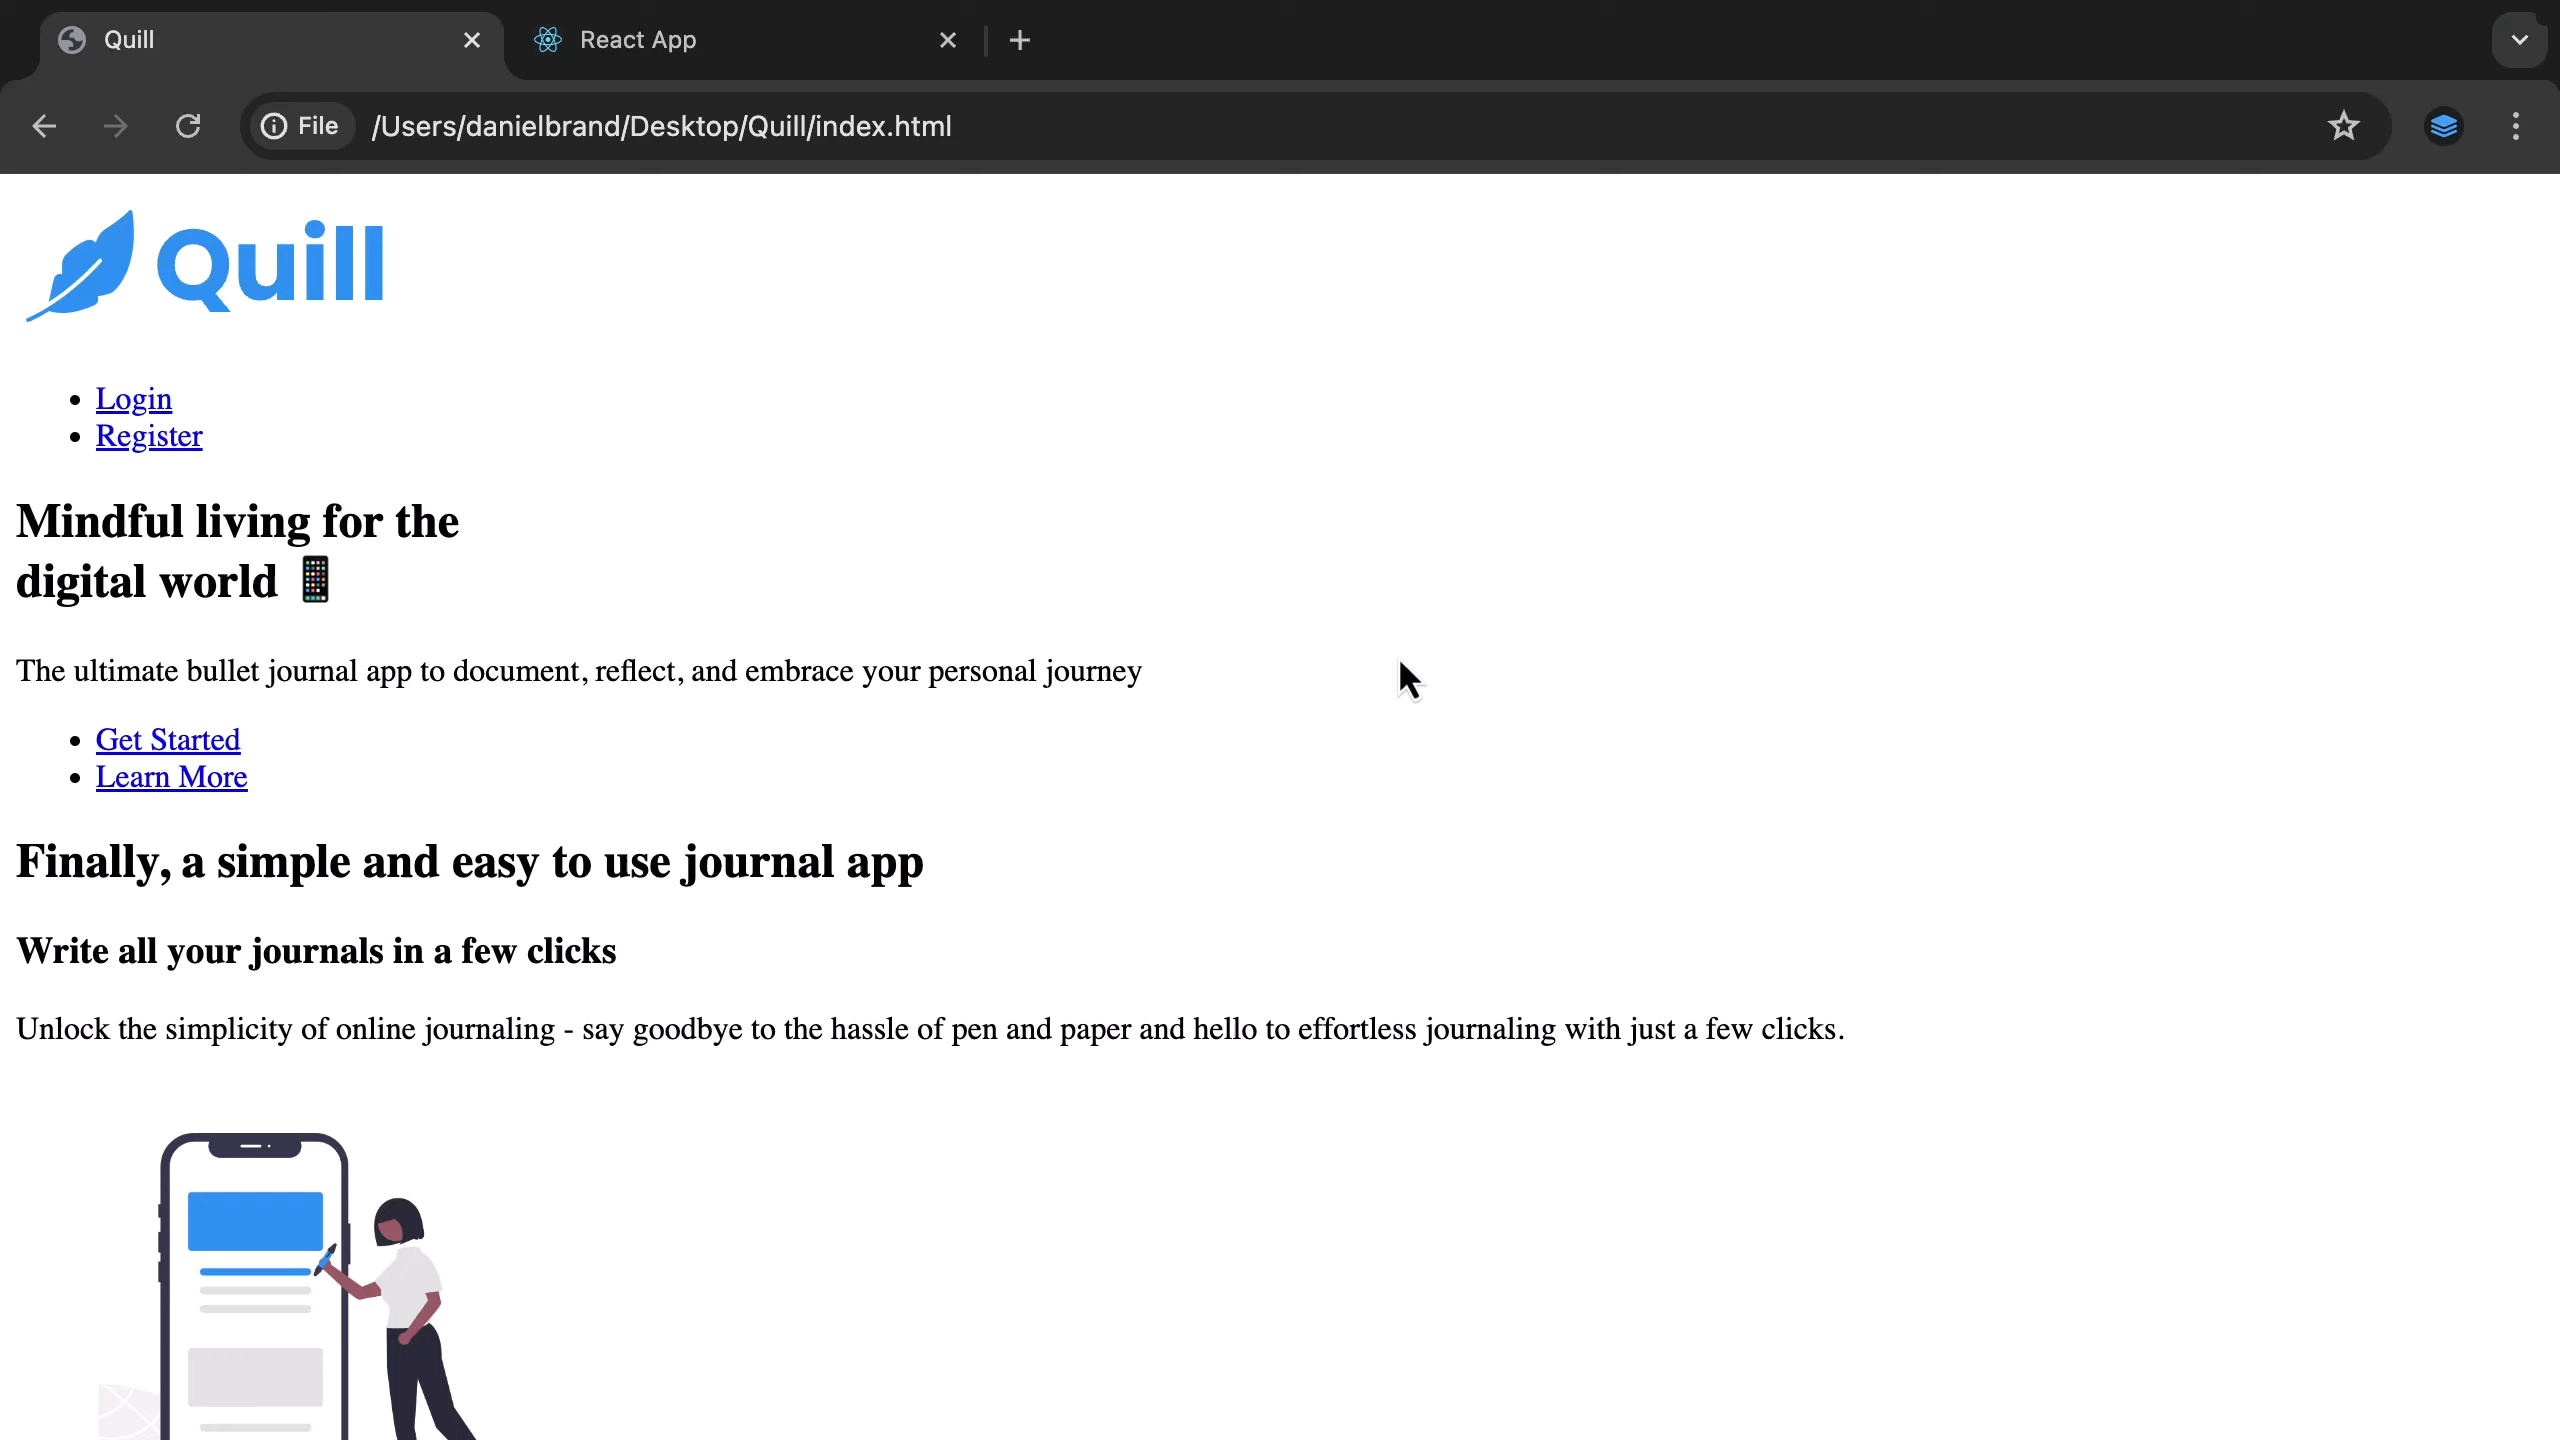 Quill
React App
File
/Users/danielbrand/Desktop/Quill/index.html
Quill
Login
Register
Mindful living for the
digital world 📱
The ultimate bullet journal app to document, reflect, and embrace your personal journey
Get Started
Learn More
Finally, a simple and easy to use journal app
Write all your journals in a few clicks
Unlock the simplicity of online journaling - say goodbye to the hassle of pen and paper and hello to effortless journaling with just a few clicks.